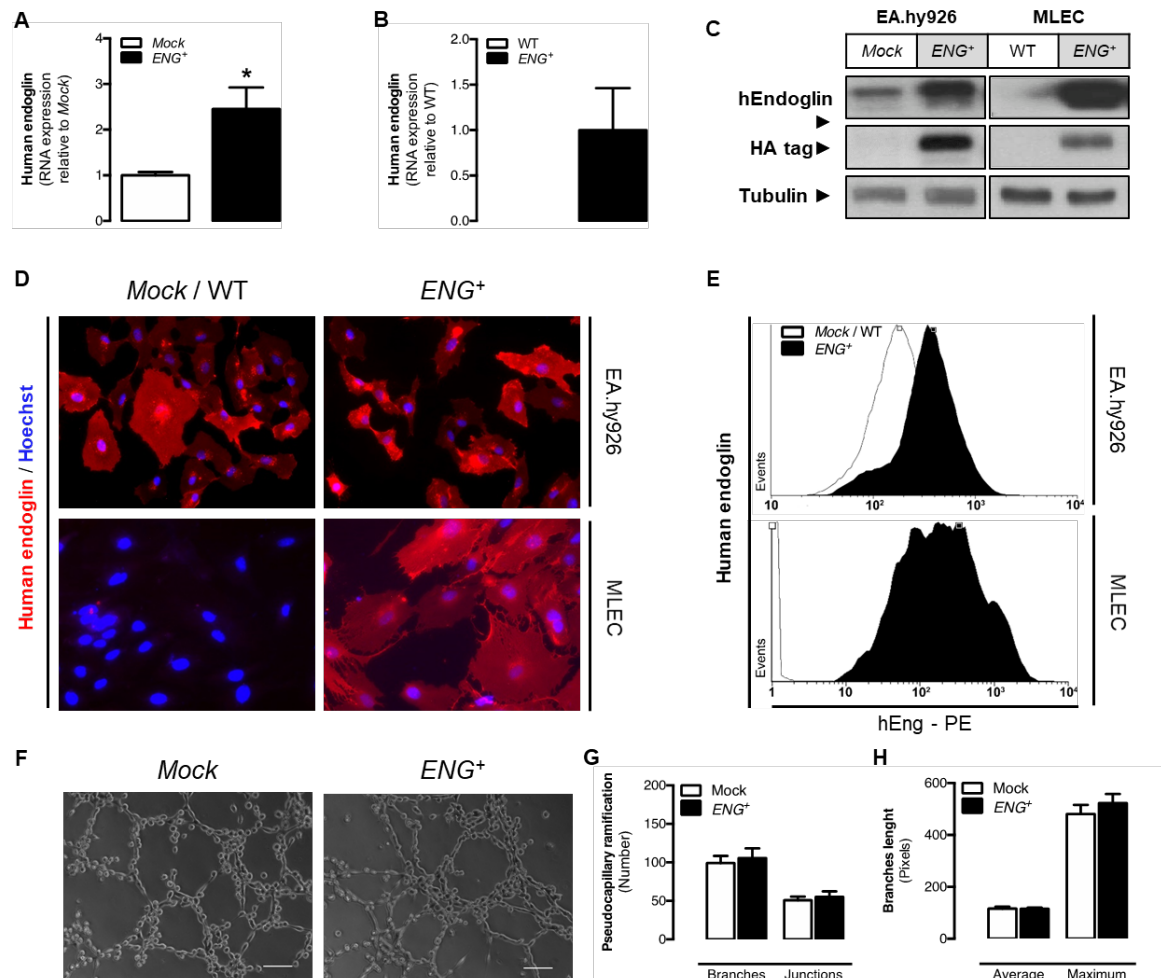 A
Human endoglin
(RNA expression
relative to Mock)
4
3
2
1
0
Mock
ENG+
*
B
Human endoglin
(RNA expression
relative to WT)
2.0
1.5
1.0
0.5
0.0
WT
ENG+
C
EA.hy926 MLEC
Mock ENG+ WT ENG+
hEndoglin
HA tag
Tubulin
D
Mock / WT ENG+
Human endoglin / Hoechst
EA.hy926
MLEC
E
Human endoglin
Mock / WT
ENG+
Events
10 10² 10³ 10⁴
EA.hy926
Events
1 10 10² 10³ 10⁴
MLEC
hEng - PE
F
Mock ENG+
G
Pseudocapillary ramification
(Number)
200
150
100
50
0
Mock
ENG+
Branches Junctions
H
Branches lenght
(Pixels)
600
400
200
0
Mock
ENG+
Average Maximum